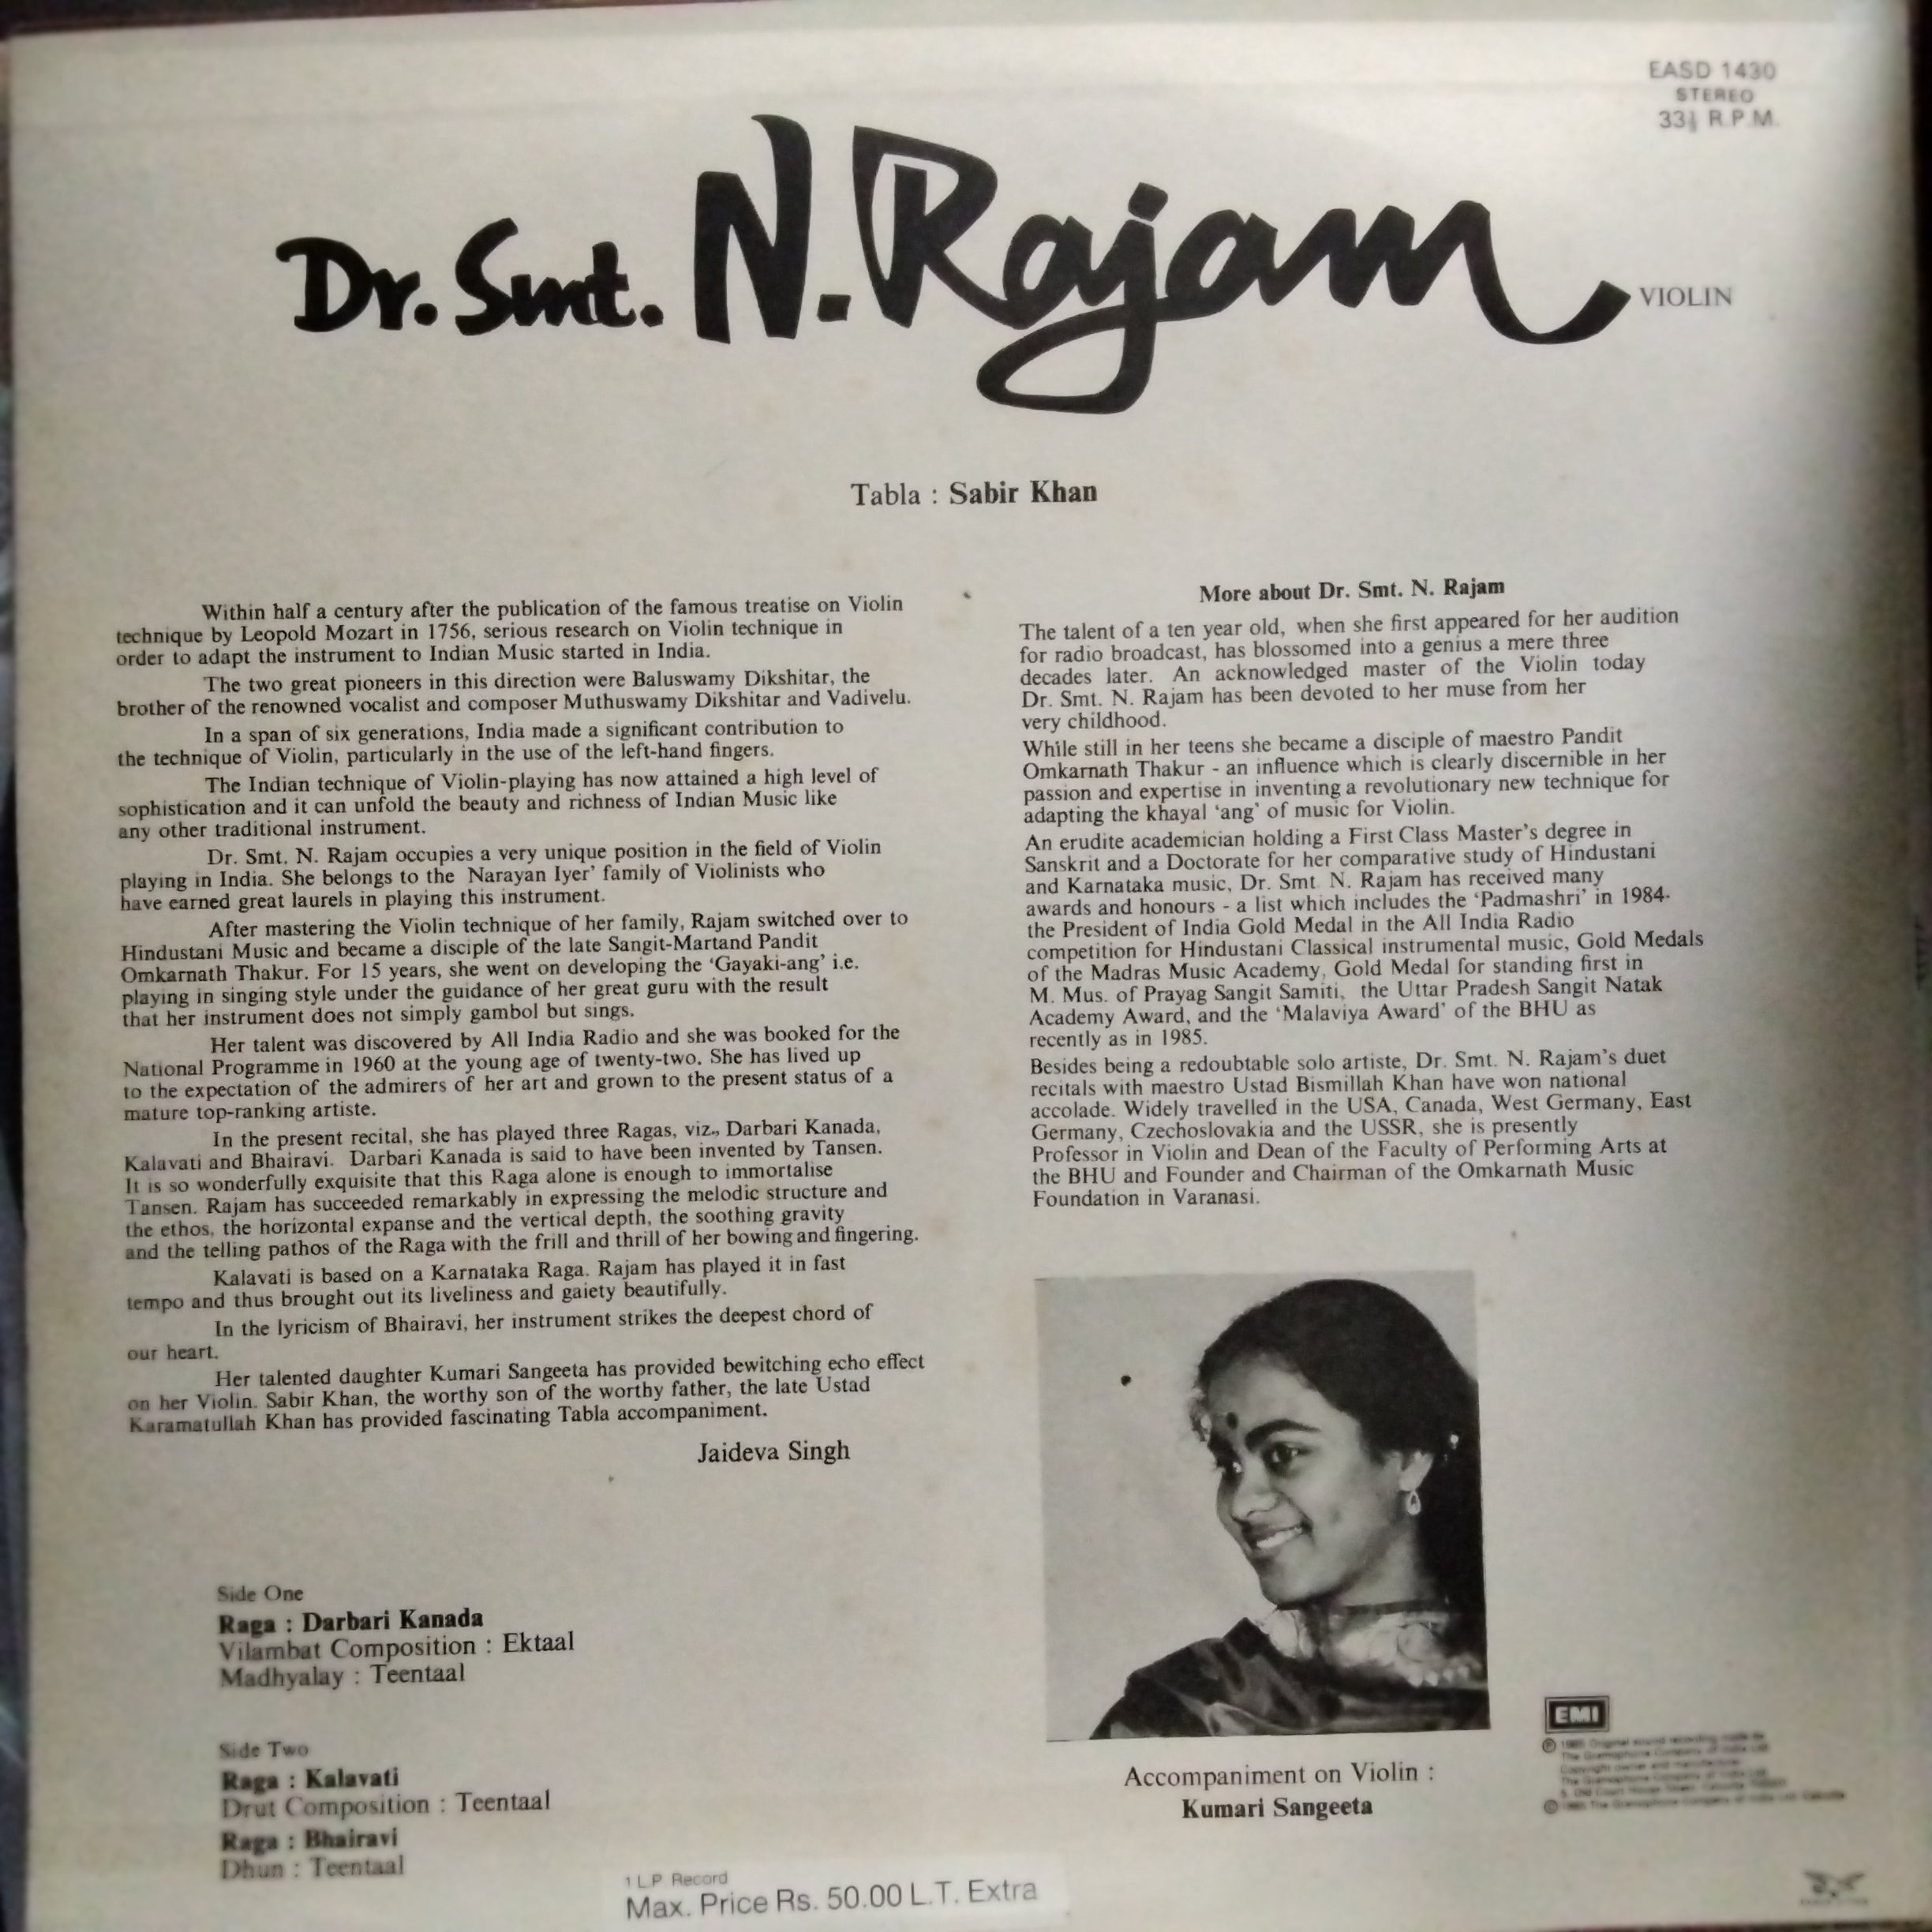 EASD 1430
STEREO
33⅓ R.P.M.
Dr. Smt. N. Rajam
VIOLIN
Tabla : Sabir Khan
Within half a century after the publication of the famous treatise on Violin
technique by Leopold Mozart in 1756, serious research on Violin technique in
order to adapt the instrument to Indian Music started in India.
The two great pioneers in this direction were Baluswamy Dikshitar, the
brother of the renowned vocalist and composer Muthuswamy Dikshitar and Vadivelu.
In a span of six generations, India made a significant contribution to
the technique of Violin, particularly in the use of the left-hand fingers.
The Indian technique of Violin-playing has now attained a high level of
sophistication and it can unfold the beauty and richness of Indian Music like
any other traditional instrument.
Dr. Smt. N. Rajam occupies a very unique position in the field of Violin
playing in India. She belongs to the Narayan Iyer' family of Violinists who
have earned great laurels in playing this instrument.
After mastering the Violin technique of her family, Rajam switched over to
Hindustani Music and became a disciple of the late Sangit-Martand Pandit
Omkarnath Thakur. For 15 years, she went on developing the 'Gayaki-ang' i.e.
playing in singing style under the guidance of her great guru with the result
that her instrument does not simply gambol but sings.
Her talent was discovered by All India Radio and she was booked for the
National Programme in 1960 at the young age of twenty-two. She has lived up
to the expectation of the admirers of her art and grown to the present status of a
mature top-ranking artiste.
In the present recital, she has played three Ragas, viz., Darbari Kanada,
Kalavati and Bhairavi. Darbari Kanada is said to have been invented by Tansen.
It is so wonderfully exquisite that this Raga alone is enough to immortalise
Tansen. Rajam has succeeded remarkably in expressing the melodic structure and
the ethos, the horizontal expanse and the vertical depth, the soothing gravity
and the telling pathos of the Raga with the frill and thrill of her bowing and fingering.
Kalavati is based on a Karnataka Raga. Rajam has played it in fast
tempo and thus brought out its liveliness and gaiety beautifully.
In the lyricism of Bhairavi, her instrument strikes the deepest chord of
our heart.
Her talented daughter Kumari Sangeeta has provided bewitching echo effect
on her Violin. Sabir Khan, the worthy son of the worthy father, the late Ustad
Karamatullah Khan has provided fascinating Tabla accompaniment.
Jaideva Singh
Side One
Raga : Darbari Kanada
Vilambat Composition : Ektaal
Madhyalay : Teentaal
Side Two
Raga : Kalavati
Drut Composition : Teentaal
Raga : Bhairavi
Dhun : Teentaal
More about Dr. Smt. N. Rajam
The talent of a ten year old, when she first appeared for her audition
for radio broadcast, has blossomed into a genius a mere three
decades later. An acknowledged master of the Violin today
Dr. Smt. N. Rajam has been devoted to her muse from her
very childhood.
While still in her teens she became a disciple of maestro Pandit
Omkarnath Thakur - an influence which is clearly discernible in her
passion and expertise in inventing a revolutionary new technique for
adapting the khayal 'ang' of music for Violin.
An erudite academician holding a First Class Master's degree in
Sanskrit and a Doctorate for her comparative study of Hindustani
and Karnataka music, Dr. Smt. N. Rajam has received many
awards and honours - a list which includes the 'Padmashri' in 1984.
the President of India Gold Medal in the All India Radio
competition for Hindustani Classical instrumental music, Gold Medals
of the Madras Music Academy, Gold Medal for standing first in
M. Mus. of Prayag Sangit Samiti, the Uttar Pradesh Sangit Natak
Academy Award, and the 'Malaviya Award' of the BHU as
recently as in 1985.
Besides being a redoubtable solo artiste, Dr. Smt. N. Rajam's duet
recitals with maestro Ustad Bismillah Khan have won national
accolade. Widely travelled in the USA, Canada, West Germany, East
Germany, Czechoslovakia and the USSR, she is presently
Professor in Violin and Dean of the Faculty of Performing Arts at
the BHU and Founder and Chairman of the Omkarnath Music
Foundation in Varanasi.
Accompaniment on Violin :
Kumari Sangeeta
EMI
Original sound recording made by
The Gramophone Company of India Ltd.
1 L.P. Record
Max. Price Rs. 50.00 L.T. Extra